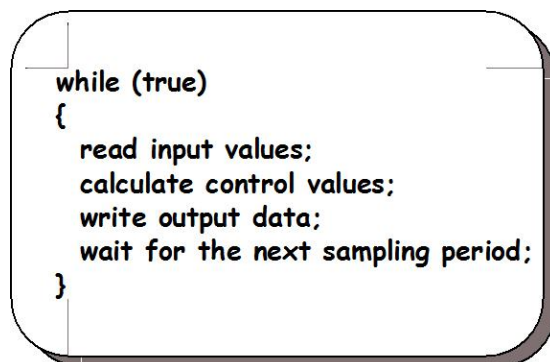 while (true)
{
read input values;
calculate control values;
write output data;
wait for the next sampling period;
}